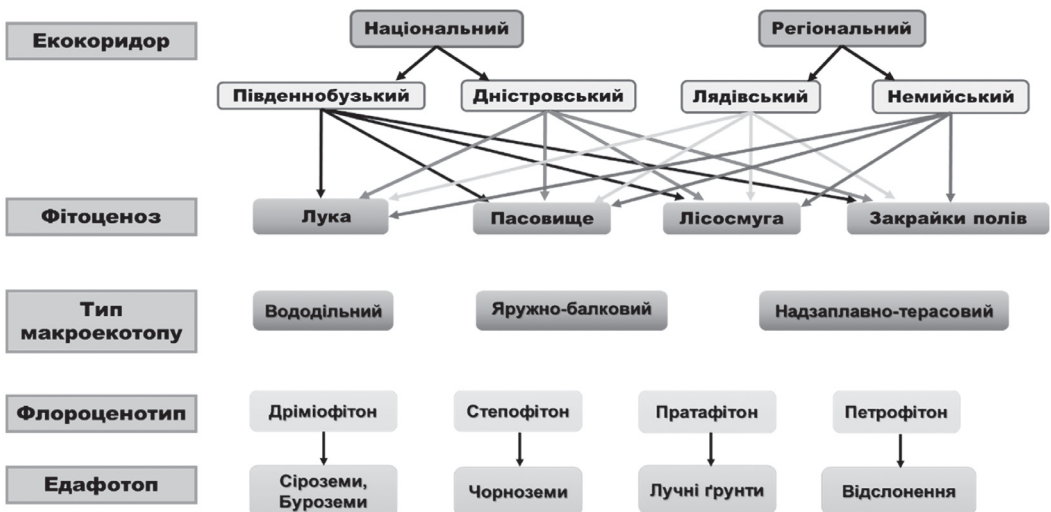 Екокоридор
Національний
Регіональний
Південнобузький
Дністровський
Лядівський
Немийський
Фітоценоз
Лука
Пасовище
Лісосмуга
Закрайки полів
Тип
макроекотопу
Вододільний
Яружно-балковий
Надзаплавно-терасовий
Флороценотип
Дріміофітон
Степофітон
Пратафітон
Петрофітон
Едафотоп
Сіроземи,
Буроземи
Чорноземи
Лучні ґрунти
Відслонення